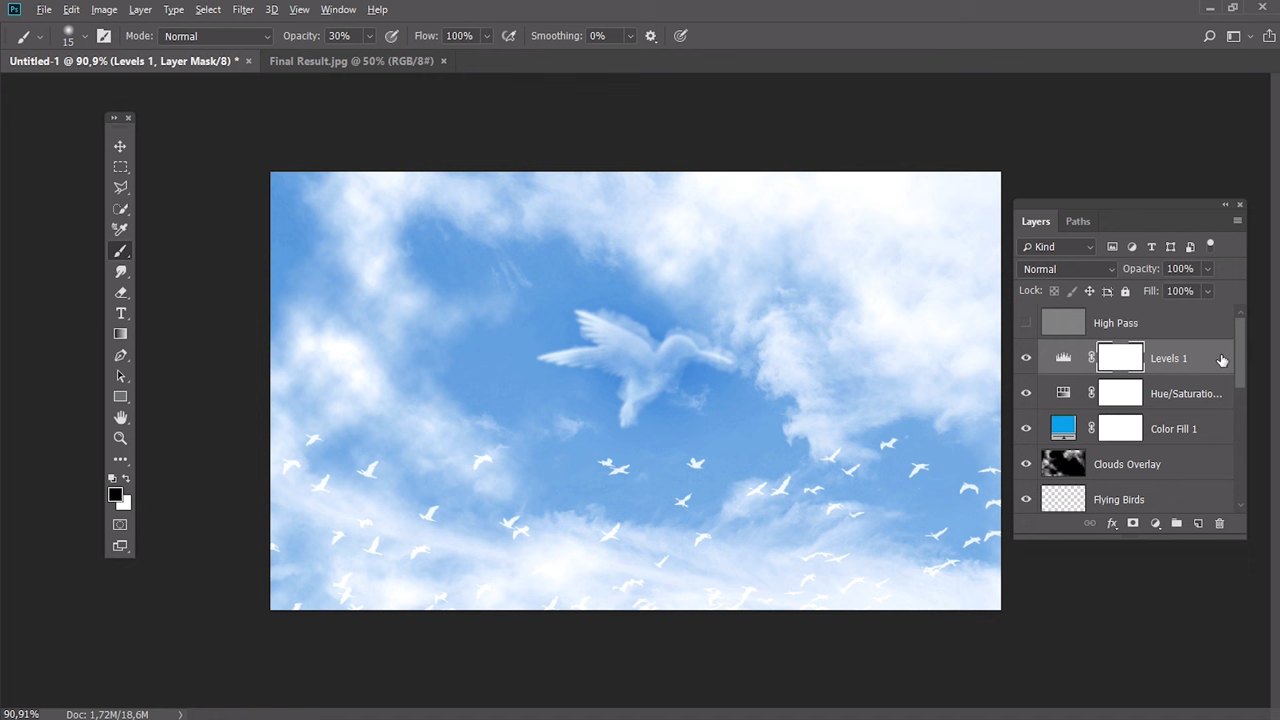 Ps File Edit Image Layer Type Select Filter 3D View Window Help
15 Mode: Normal Opacity: 30% Flow: 100% Smoothing: 0%
Untitled-1 @ 90,9% (Levels 1, Layer Mask/8) * × Final Result.jpg @ 50% (RGB/8#) ×
Layers Paths
Kind
Normal Opacity: 100%
Lock: Fill: 100%
High Pass
Levels 1
Hue/Saturatio...
Color Fill 1
Clouds Overlay
Flying Birds
fx
90,91% Doc: 1,72M/18,6M